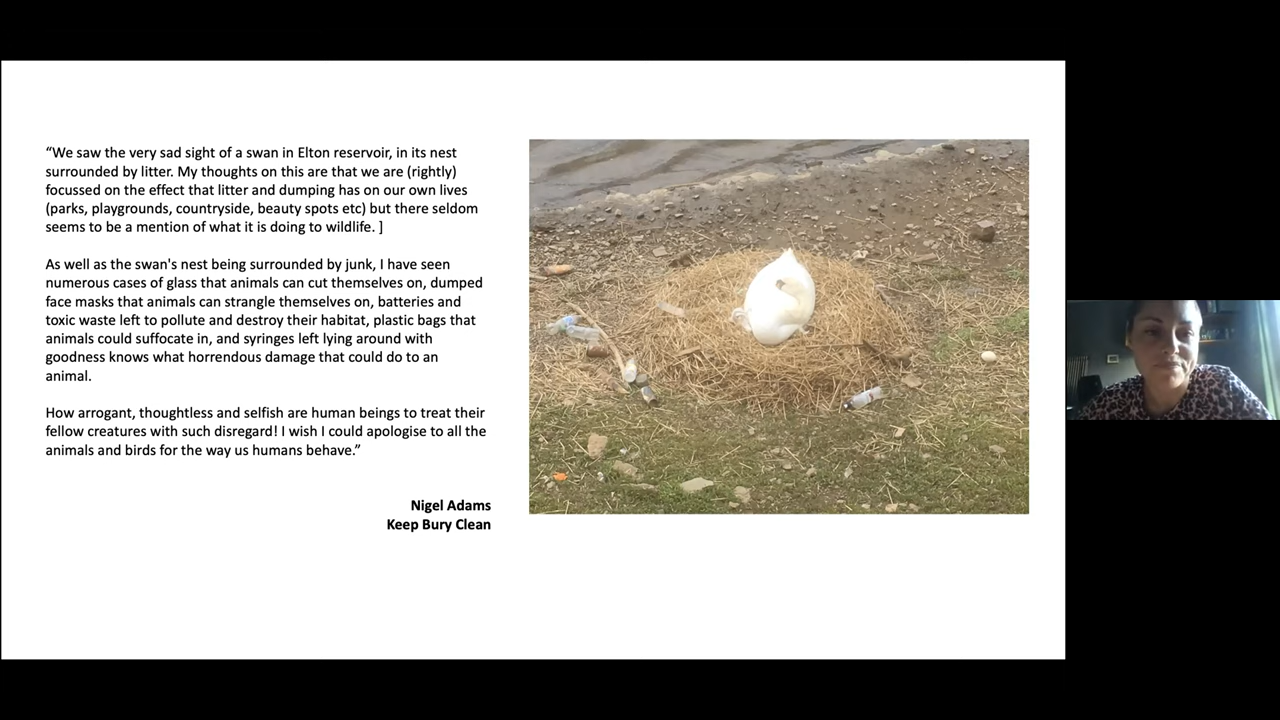 “We saw the very sad sight of a swan in Elton reservoir, in its nest
surrounded by litter. My thoughts on this are that we are (rightly)
focussed on the effect that litter and dumping has on our own lives
(parks, playgrounds, countryside, beauty spots etc) but there seldom
seems to be a mention of what it is doing to wildlife. ]
As well as the swan's nest being surrounded by junk, I have seen
numerous cases of glass that animals can cut themselves on, dumped
face masks that animals can strangle themselves on, batteries and
toxic waste left to pollute and destroy their habitat, plastic bags that
animals could suffocate in, and syringes left lying around with
goodness knows what horrendous damage that could do to an
animal.
How arrogant, thoughtless and selfish are human beings to treat their
fellow creatures with such disregard! I wish I could apologise to all the
animals and birds for the way us humans behave.”
Nigel Adams
Keep Bury Clean